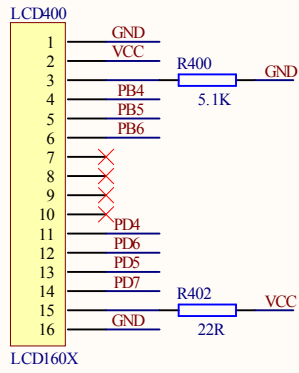 LCD400
1 GND
2 VCC
3 R400 GND
5.1K
4 PB4
5 PB5
6 PB6
7
8
9
10
11 PD4
12 PD6
13 PD5
14 PD7
15 R402 VCC
22R
16 GND
LCD160X